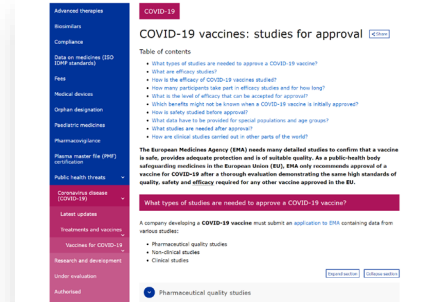 Advanced therapies
Biosimilars
Compliance
Data on medicines (ISO
IDMP standards)
Fees
Medical devices
Orphan designation
Paediatric medicines
Pharmacovigilance
Plasma master file (PMF)
certification
Public health threats
Coronavirus disease
(COVID-19)
Latest updates
Treatments and vaccines
Vaccines for COVID-19
Research and development
Under evaluation
Authorised
COVID-19
COVID-19 vaccines: studies for approval
Share
Table of contents
What types of studies are needed to approve a COVID-19 vaccine?
What are efficacy studies?
How is the efficacy of COVID-19 vaccines studied?
How many participants take part in efficacy studies and for how long?
What is the level of efficacy that can be accepted for approval?
Which benefits might not be known when a COVID-19 vaccine is initially approved?
How is safety studied before approval?
What data have to be provided for special populations and age groups?
What studies are needed after approval?
How are clinical studies carried out in other parts of the world?
The European Medicines Agency (EMA) needs many detailed studies to confirm that a vaccine
is safe, provides adequate protection and is of suitable quality. As a public-health body
safeguarding medicines in the European Union (EU), EMA only recommends approval of a
vaccine for COVID-19 after a thorough evaluation demonstrating the same high standards of
quality, safety and efficacy required for any other vaccine approved in the EU.
What types of studies are needed to approve a COVID-19 vaccine?
A company developing a COVID-19 vaccine must submit an application to EMA containing data from
various studies:
Pharmaceutical quality studies
Non-clinical studies
Clinical studies
Expand section
Collapse section
Pharmaceutical quality studies